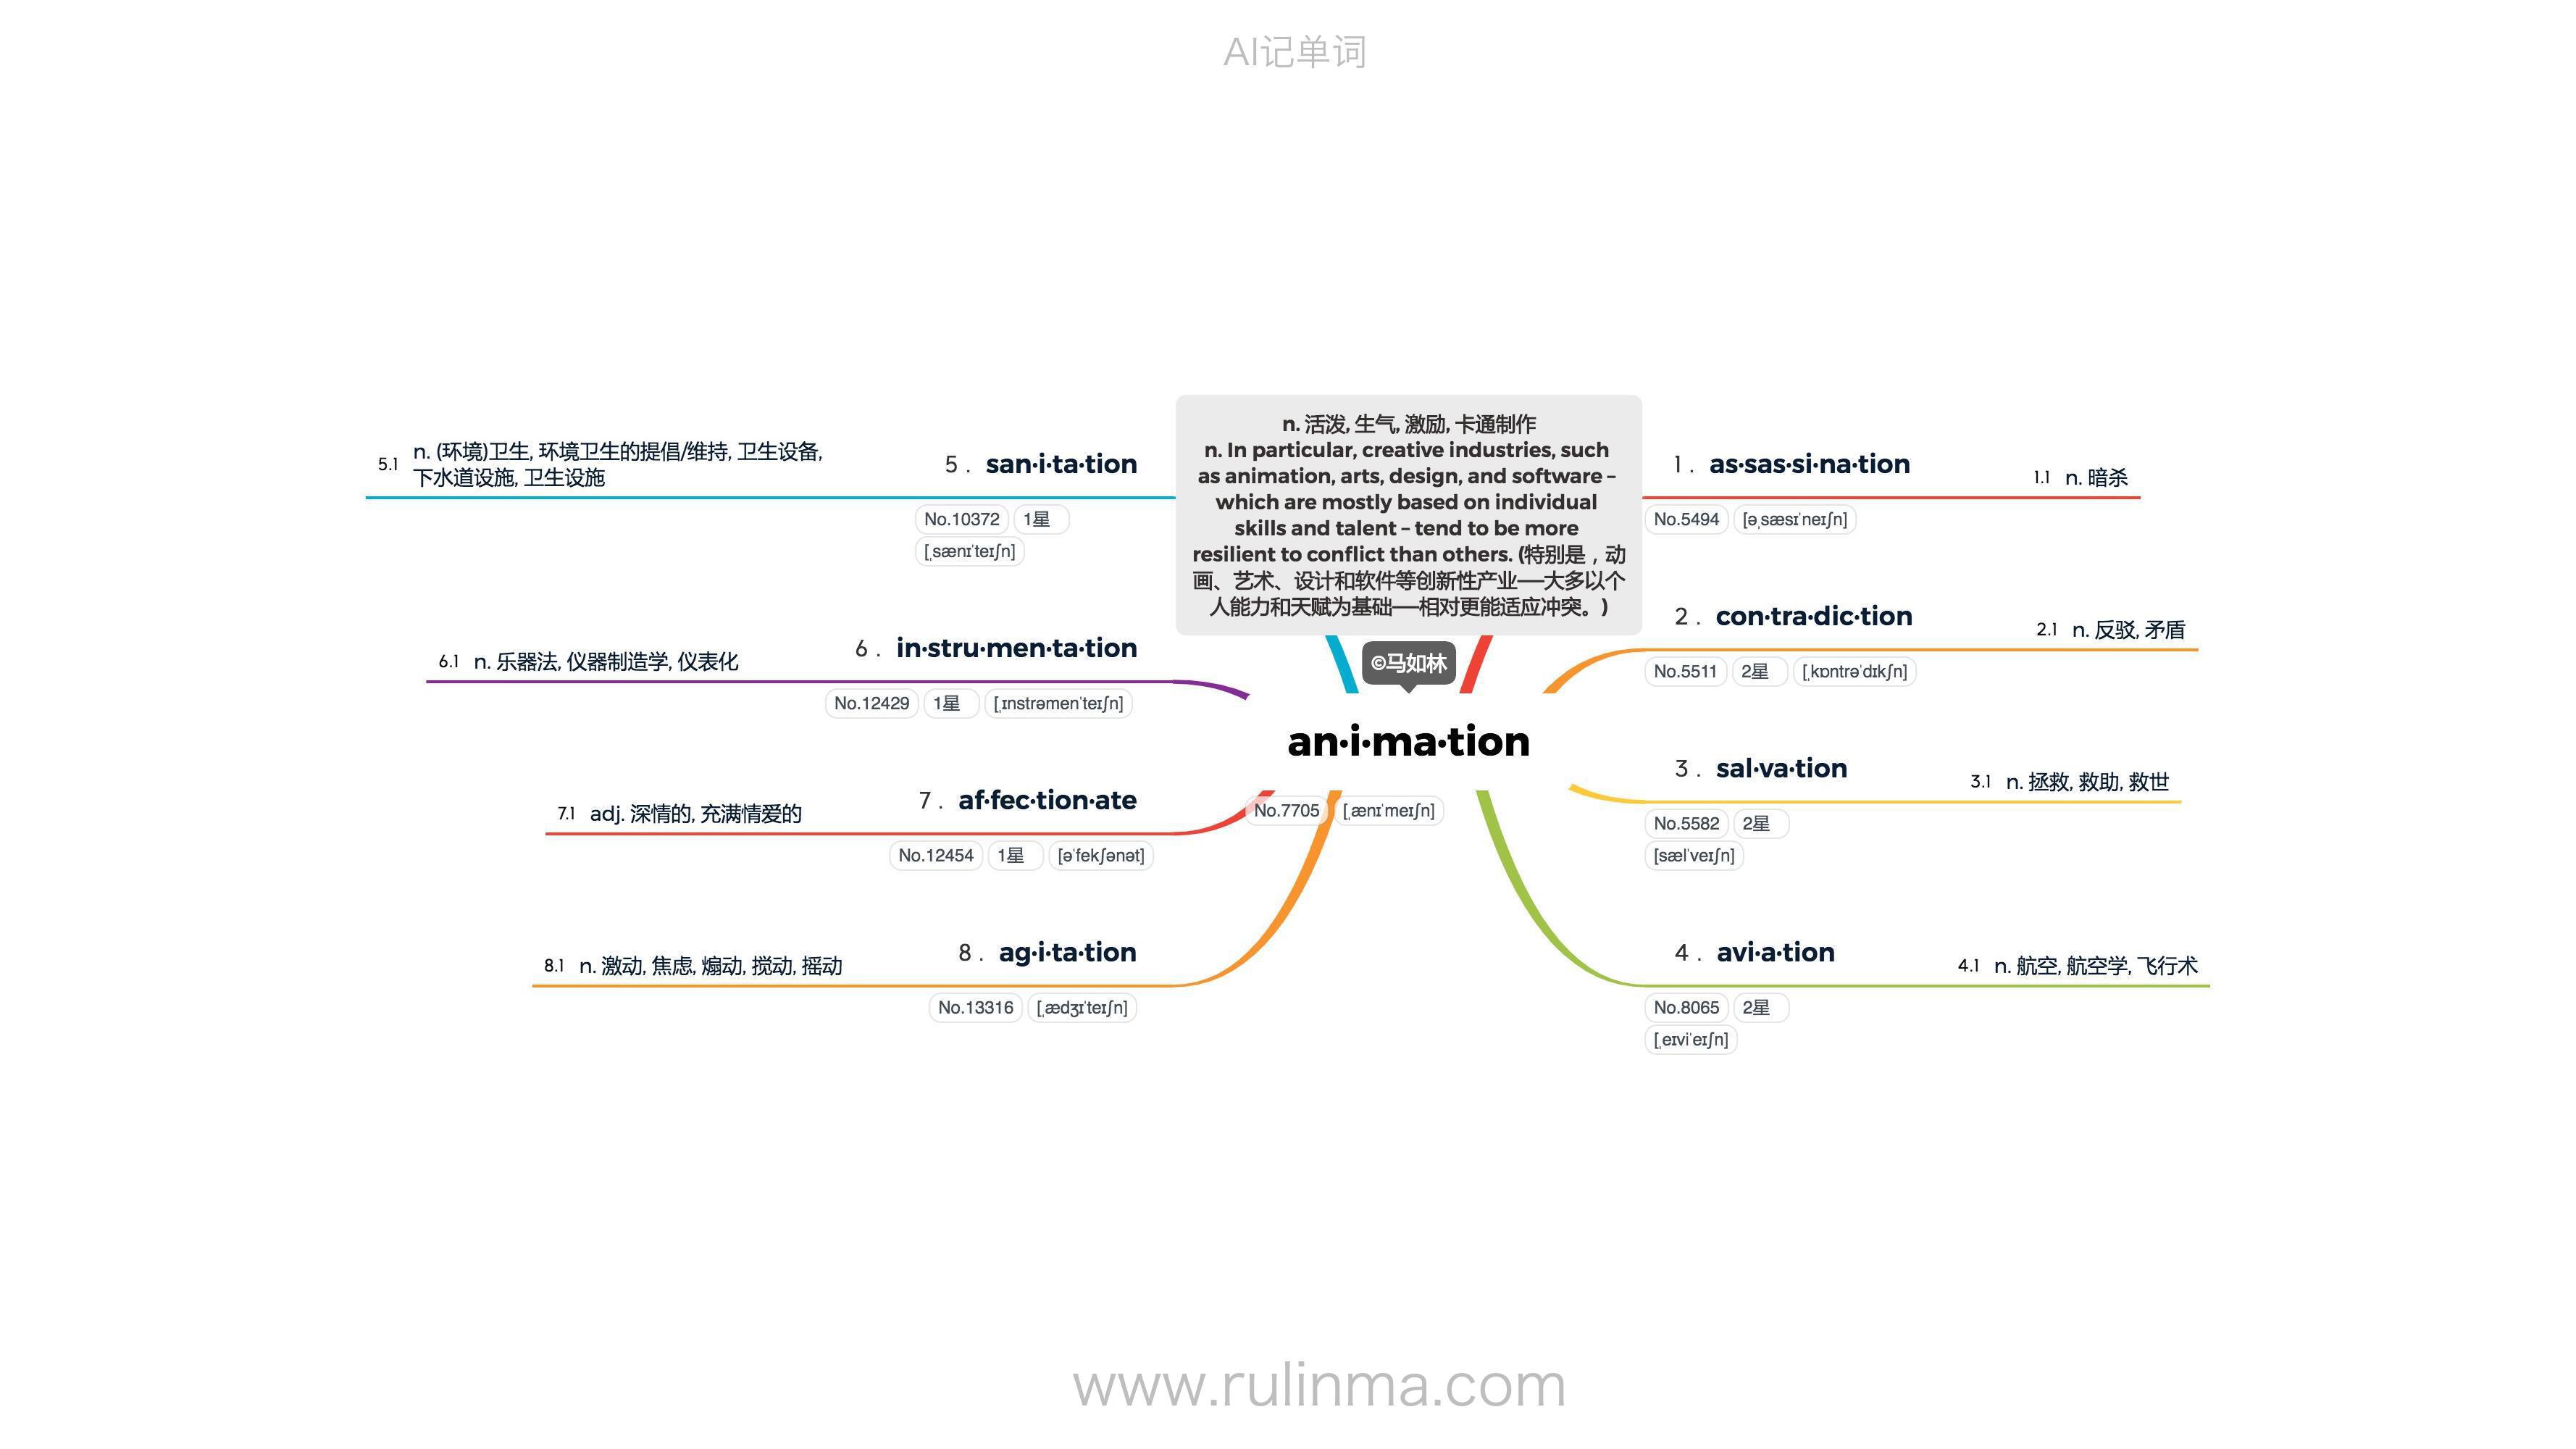 AI记单词
n. 活泼, 生气, 激励, 卡通制作
n. In particular, creative industries, such
as animation, arts, design, and software –
which are mostly based on individual
skills and talent – tend to be more
resilient to conflict than others. (特别是，动
画、艺术、设计和软件等创新性产业──大多以个
人能力和天赋为基础──相对更能适应冲突。)
©马如林
an·i·ma·tion
No.7705 [ˌænɪˈmeɪʃn]
1 . as·sas·si·na·tion
No.5494 [əˌsæsɪˈneɪʃn]
1.1 n. 暗杀
2 . con·tra·dic·tion
No.5511 2星 [ˌkɒntrəˈdɪkʃn]
2.1 n. 反驳, 矛盾
3 . sal·va·tion
No.5582 2星
[sælˈveɪʃn]
3.1 n. 拯救, 救助, 救世
4 . avi·a·tion
No.8065 2星
[ˌeɪviˈeɪʃn]
4.1 n. 航空, 航空学, 飞行术
5 . san·i·ta·tion
No.10372 1星
[ˌsænɪˈteɪʃn]
5.1 n. (环境)卫生, 环境卫生的提倡/维持, 卫生设备,
下水道设施, 卫生设施
6 . in·stru·men·ta·tion
No.12429 1星 [ˌɪnstrəmenˈteɪʃn]
6.1 n. 乐器法, 仪器制造学, 仪表化
7 . af·fec·tion·ate
No.12454 1星 [əˈfekʃənət]
7.1 adj. 深情的, 充满情爱的
8 . ag·i·ta·tion
No.13316 [ˌædʒɪˈteɪʃn]
8.1 n. 激动, 焦虑, 煽动, 搅动, 摇动
www.rulinma.com